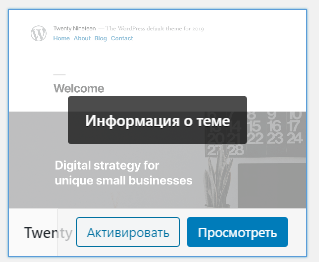 Twenty Nineteen — The WordPress default theme for 2019
Home About Blog Contact
Welcome
Информация о теме
Digital strategy for
unique small businesses
Twenty
Активировать
Просмотреть